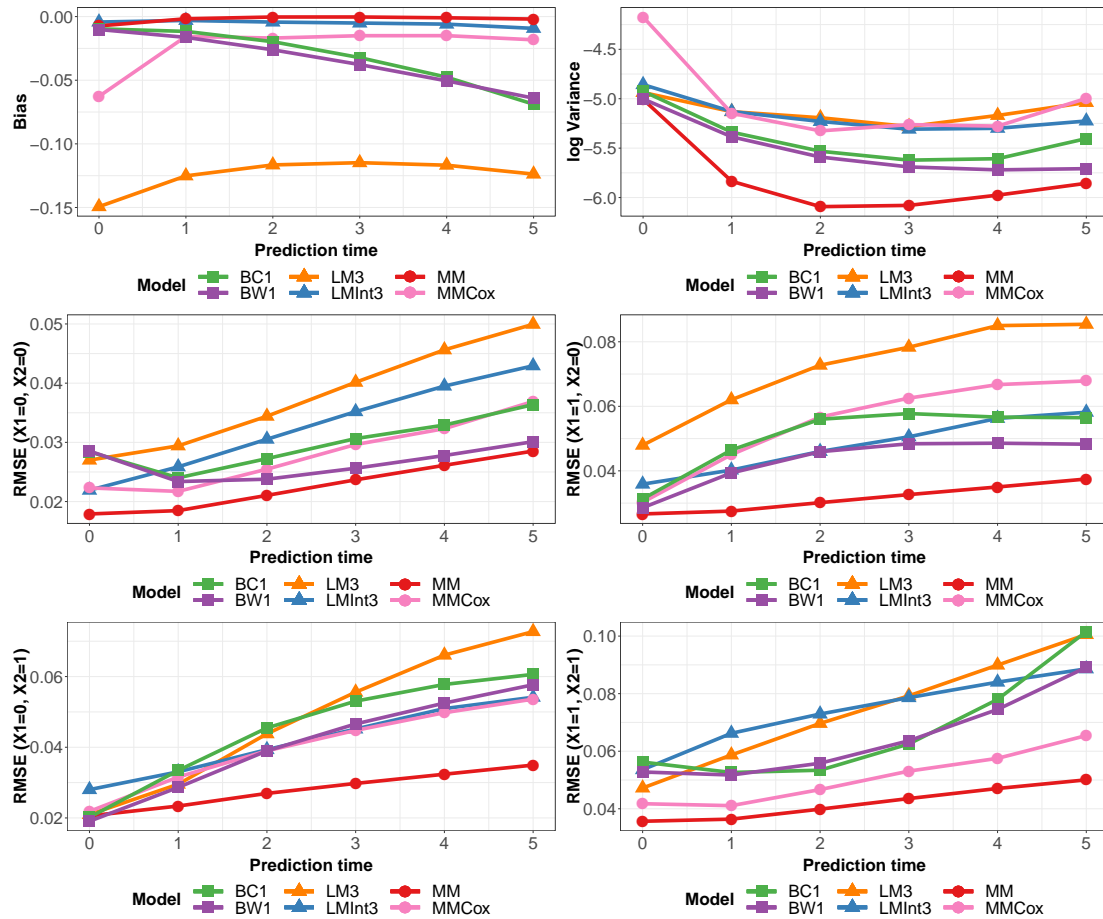 0.00
−0.05
−0.10
−0.15
Bias
0 1 2 3 4 5
Prediction time
Model BC1 LM3 MM
BW1 LMInt3 MMCox
−4.5
−5.0
−5.5
−6.0
log Variance
0 1 2 3 4 5
Prediction time
Model BC1 LM3 MM
BW1 LMInt3 MMCox
0.05
0.04
0.03
0.02
RMSE (X1=0, X2=0)
0 1 2 3 4 5
Prediction time
Model BC1 LM3 MM
BW1 LMInt3 MMCox
0.08
0.06
0.04
RMSE (X1=1, X2=0)
0 1 2 3 4 5
Prediction time
Model BC1 LM3 MM
BW1 LMInt3 MMCox
0.06
0.04
0.02
RMSE (X1=0, X2=1)
0 1 2 3 4 5
Prediction time
Model BC1 LM3 MM
BW1 LMInt3 MMCox
0.10
0.08
0.06
0.04
RMSE (X1=1, X2=1)
0 1 2 3 4 5
Prediction time
Model BC1 LM3 MM
BW1 LMInt3 MMCox